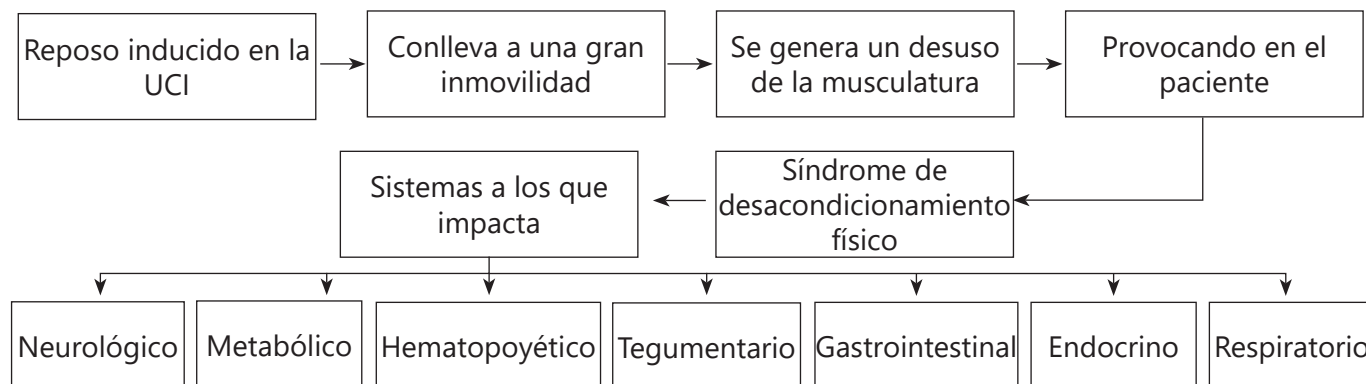 Reposo inducido en la
UCI
Conlleva a una gran
inmovilidad
Se genera un desuso
de la musculatura
Provocando en el
paciente
Síndrome de
desacondicionamiento
físico
Sistemas a los que
impacta
Neurológico
Metabólico
Hematopoyético
Tegumentario
Gastrointestinal
Endocrino
Respiratorio